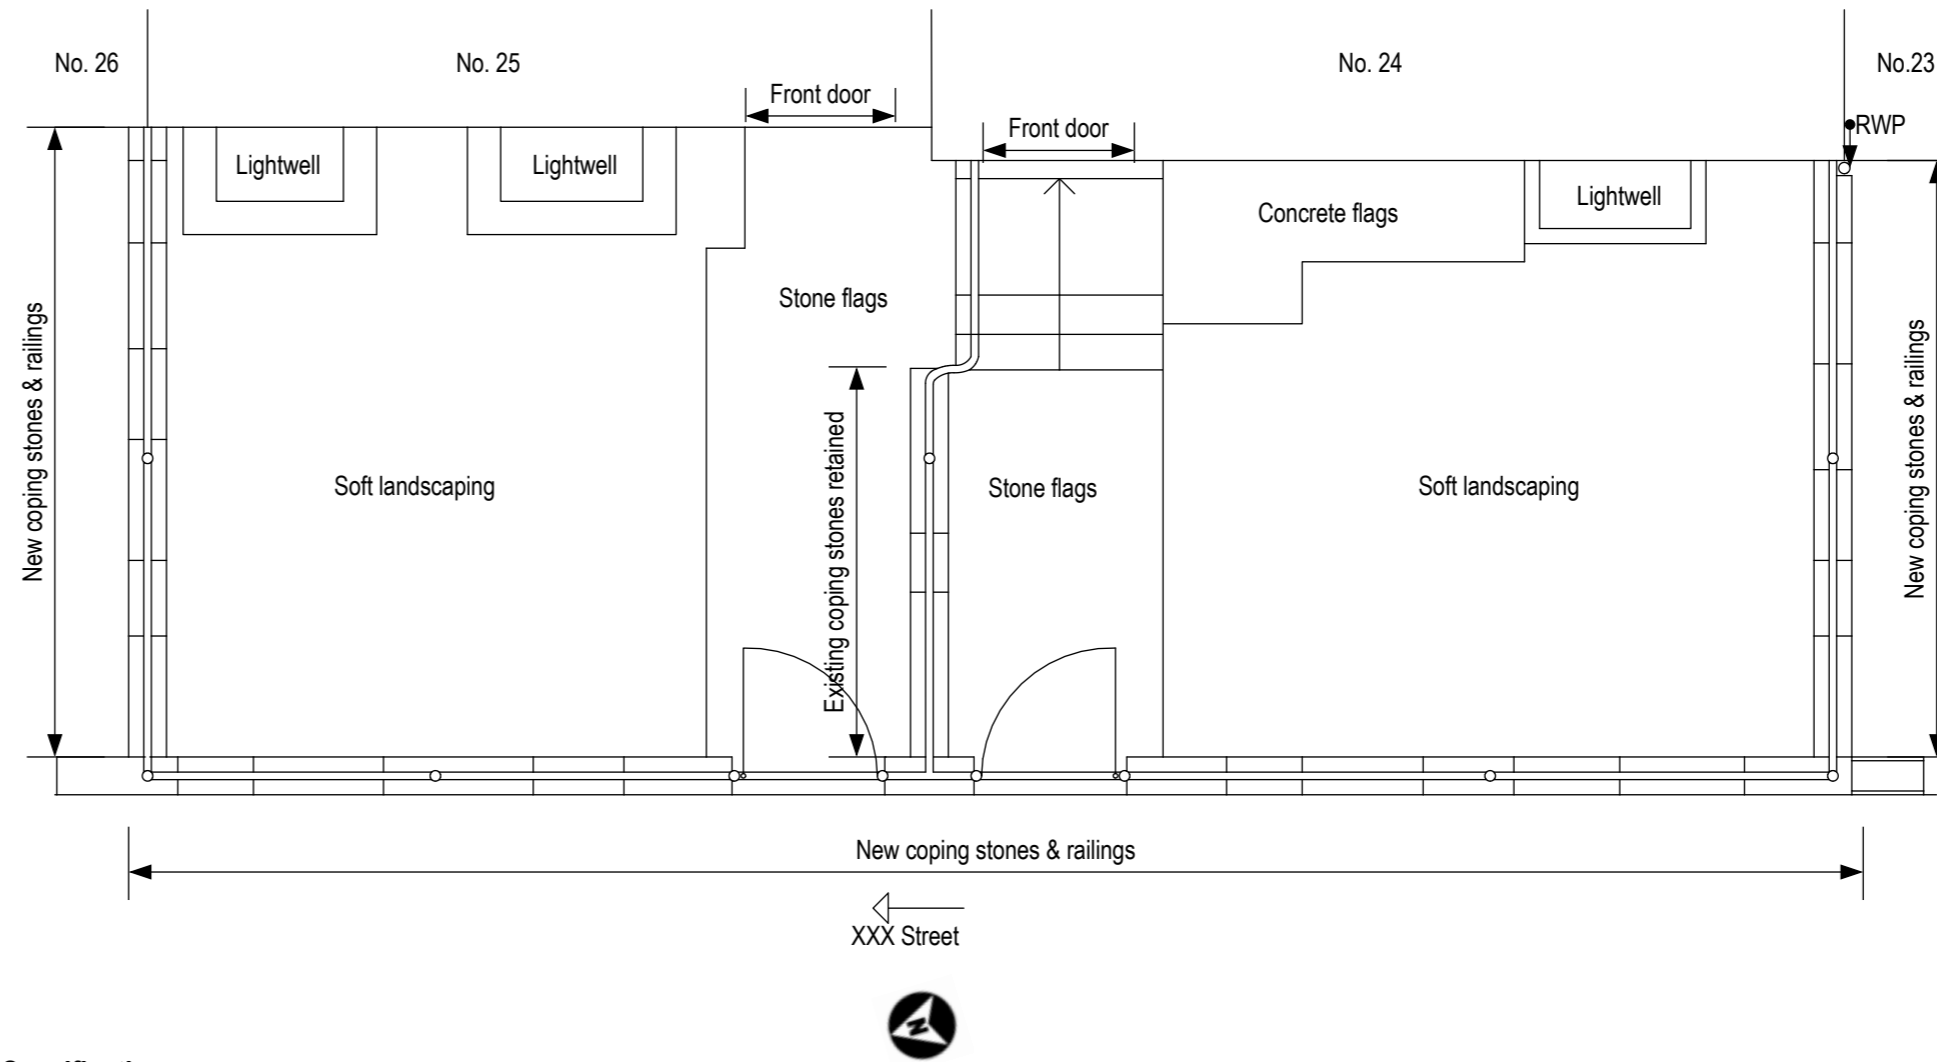 No. 26
No. 25
No. 24
No.23
Front door
Front door
RWP
Lightwell
Lightwell
Lightwell
Concrete flags
Stone flags
New coping stones & railings
New coping stones & railings
Existing coping stones retained
Soft landscaping
Stone flags
Soft landscaping
New coping stones & railings
XXX Street
N